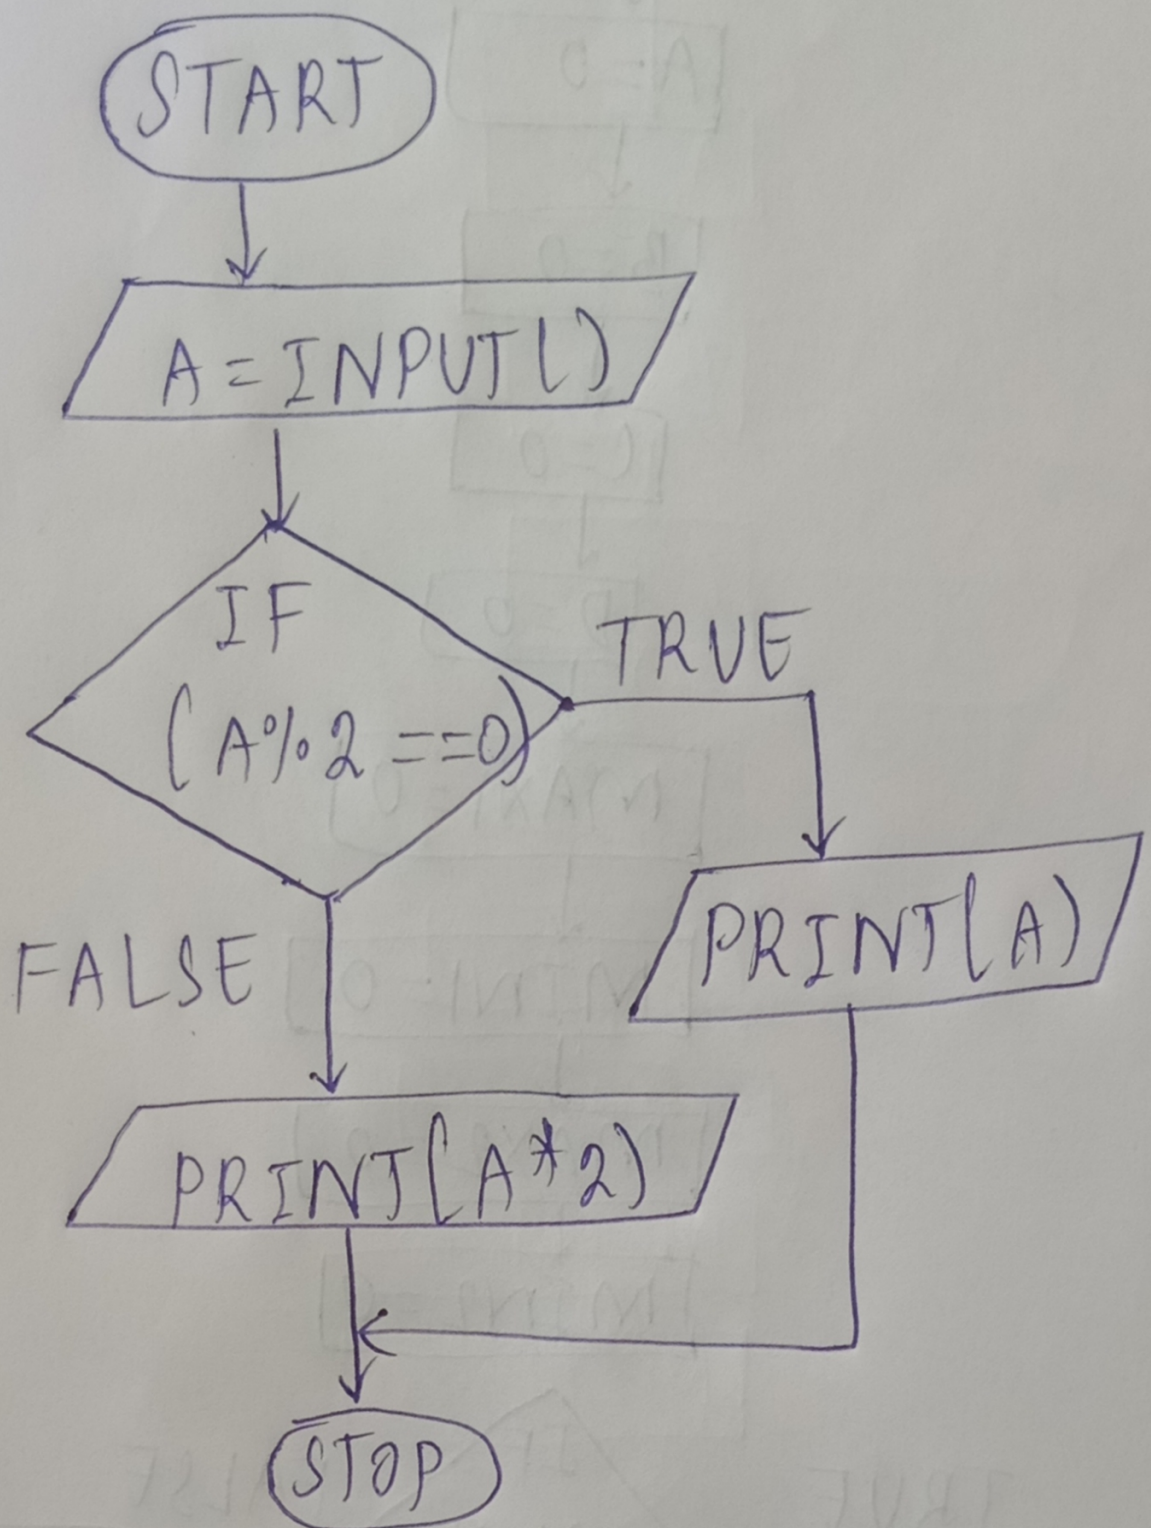 START
A = INPUT()
IF
(A%2 ==0)
TRUE
PRINT(A)
FALSE
PRINT(A*2)
STOP